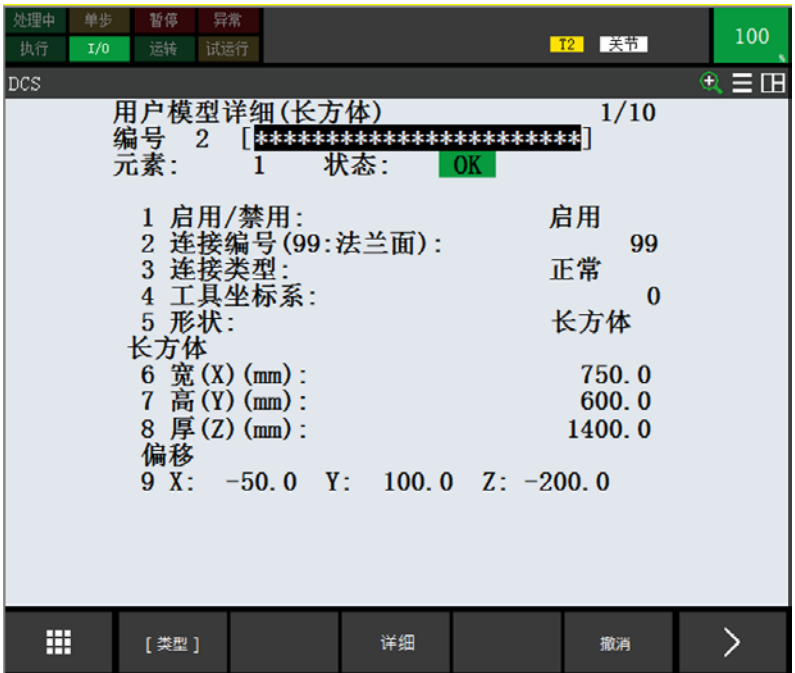 处理中 单步 暂停 异常
执行 I/O 运转 试运行 T2 关节 100 %
DCS
用户模型详细(长方体) 1/10
编号 2 [***********************]
元素: 1 状态: OK
1 启用/禁用: 启用
2 连接编号(99:法兰面): 99
3 连接类型: 正常
4 工具坐标系: 0
5 形状: 长方体
长方体
6 宽(X)(mm): 750.0
7 高(Y)(mm): 600.0
8 厚(Z)(mm): 1400.0
偏移
9 X: -50.0 Y: 100.0 Z: -200.0
[ 类型 ] 详细 撤消